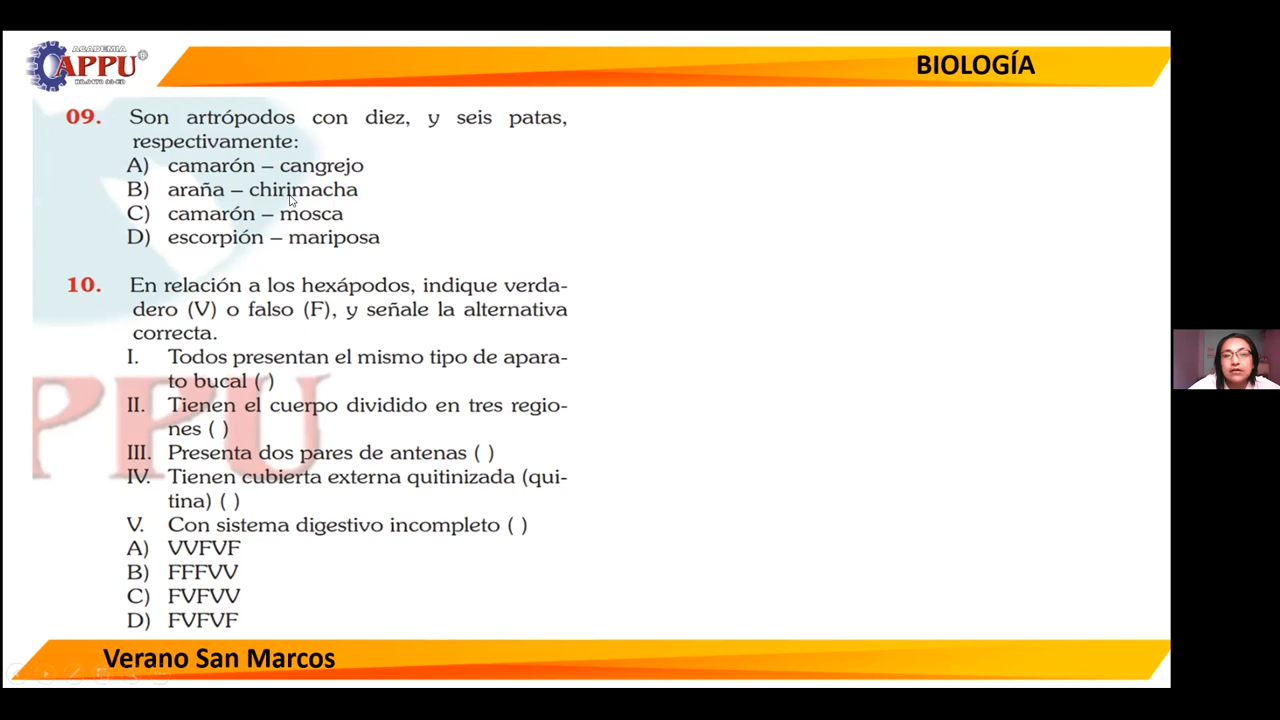 ACADEMIA
APPU
BIOLOGÍA
09. Son artrópodos con diez, y seis patas,
respectivamente:
A) camarón – cangrejo
B) araña – chirimacha
C) camarón – mosca
D) escorpión – mariposa
10. En relación a los hexápodos, indique verda-
dero (V) o falso (F), y señale la alternativa
correcta.
I. Todos presentan el mismo tipo de apara-
to bucal ( )
II. Tienen el cuerpo dividido en tres regio-
nes ( )
III. Presenta dos pares de antenas ( )
IV. Tienen cubierta externa quitinizada (qui-
tina) ( )
V. Con sistema digestivo incompleto ( )
A) VVFVF
B) FFFVV
C) FVFVV
D) FVFVF
PPU
Verano San Marcos